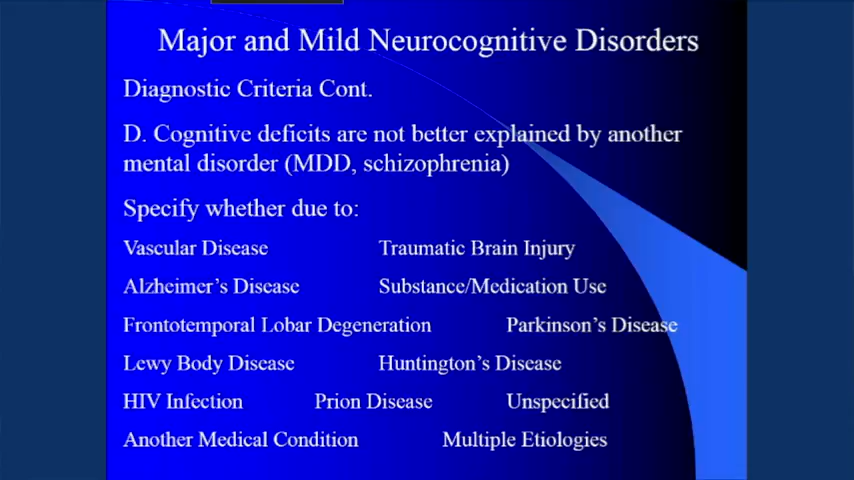 Major and Mild Neurocognitive Disorders
Diagnostic Criteria Cont.
D. Cognitive deficits are not better explained by another
mental disorder (MDD, schizophrenia)
Specify whether due to:
Vascular Disease Traumatic Brain Injury
Alzheimer’s Disease Substance/Medication Use
Frontotemporal Lobar Degeneration Parkinson’s Disease
Lewy Body Disease Huntington’s Disease
HIV Infection Prion Disease Unspecified
Another Medical Condition Multiple Etiologies